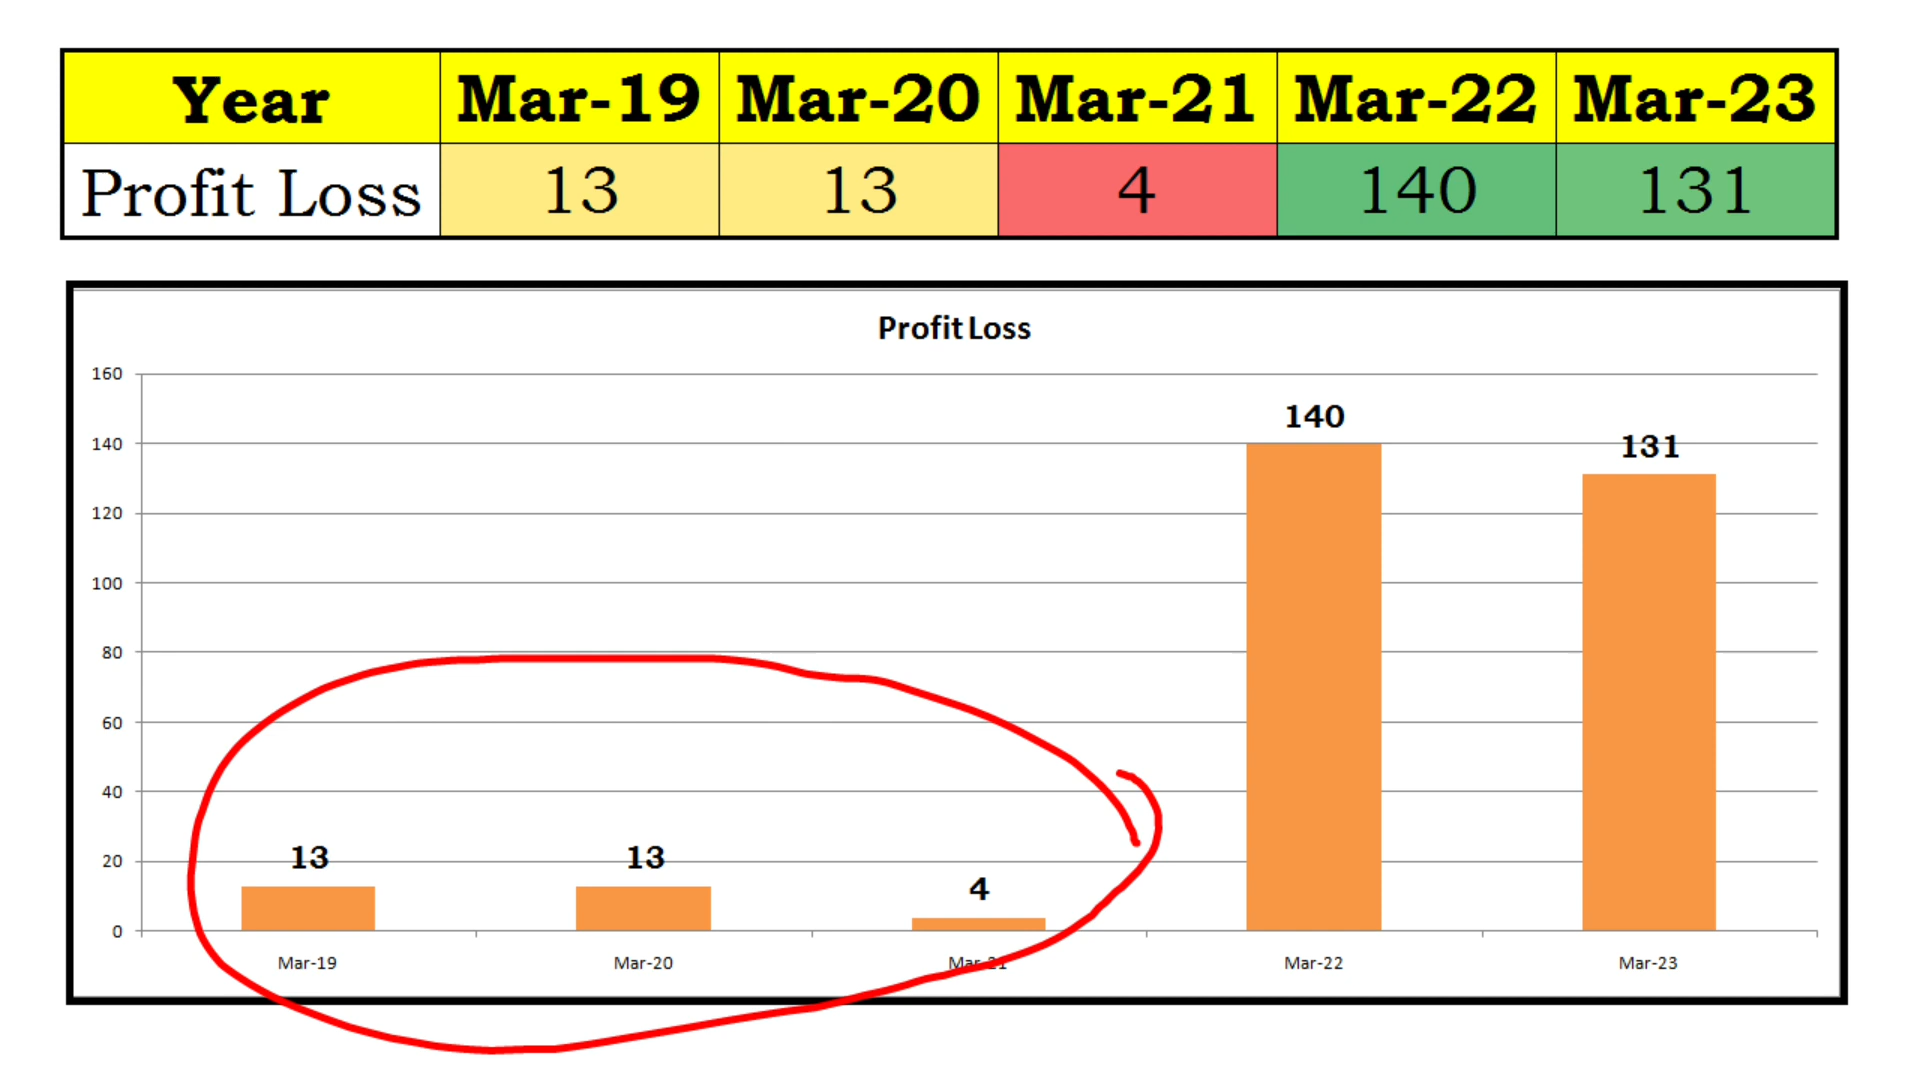 Year Mar-19 Mar-20 Mar-21 Mar-22 Mar-23
Profit Loss 13 13 4 140 131
Profit Loss
160
140
120
100
80
60
40
20
0
13 13 4 140 131
Mar-19 Mar-20 Mar-21 Mar-22 Mar-23